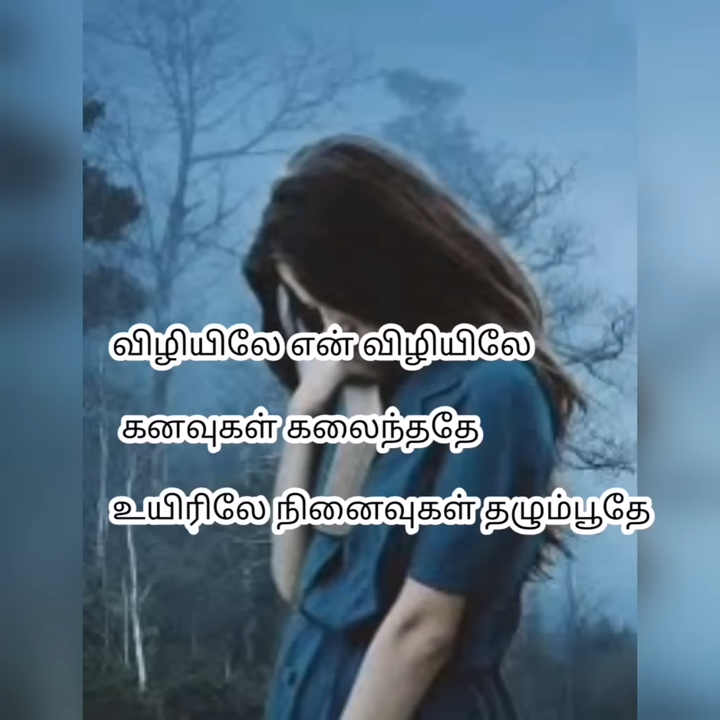 விழியிலே என் விழியிலே
கனவுகள் கலைந்ததே
உயிரிலே நினைவுகள் தழும்பூதே